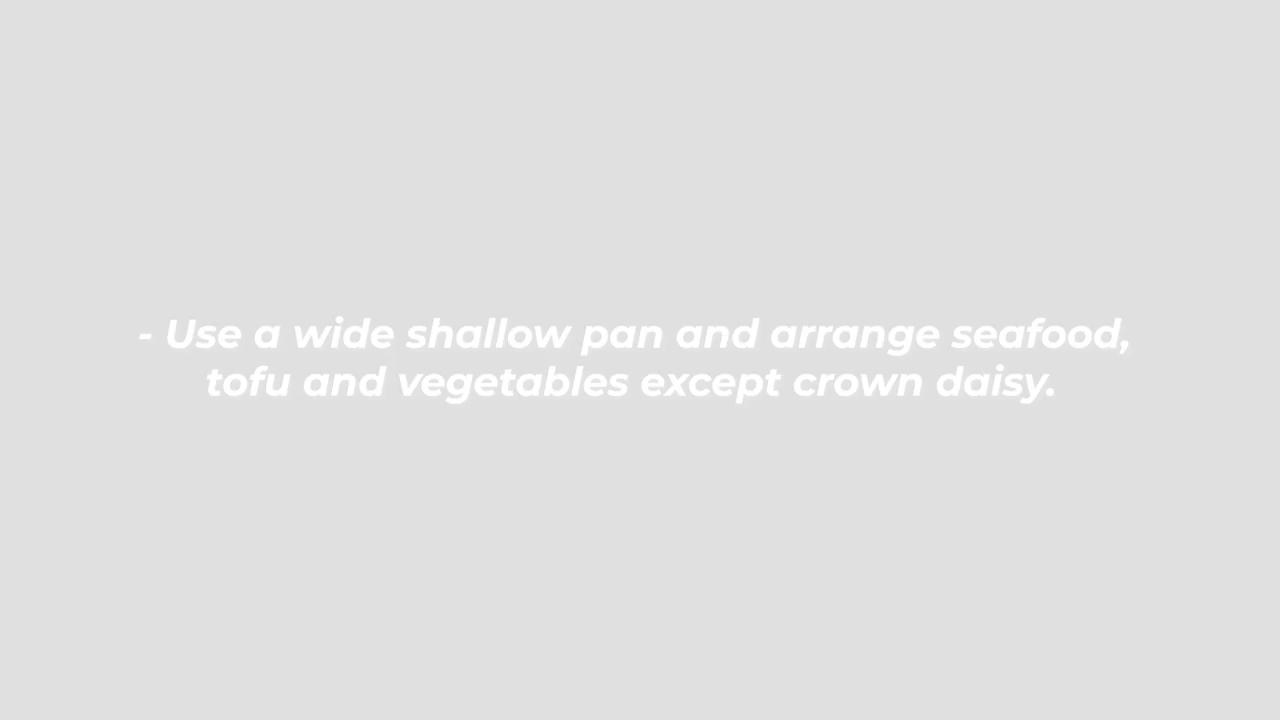 - Use a wide shallow pan and arrange seafood,
tofu and vegetables except crown daisy.